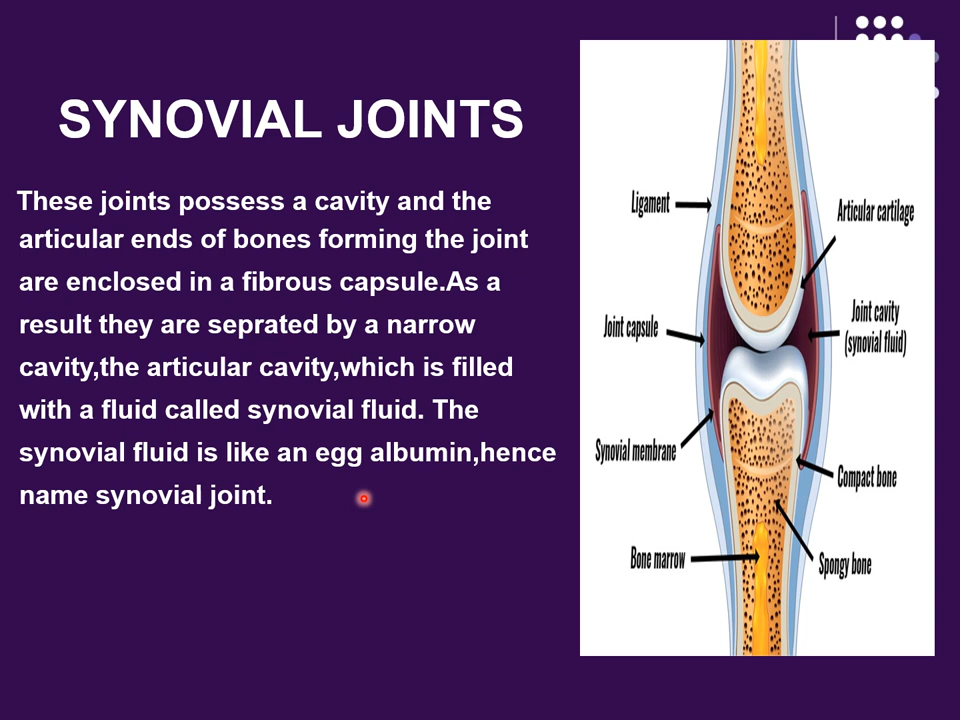 SYNOVIAL JOINTS
These joints possess a cavity and the
articular ends of bones forming the joint
are enclosed in a fibrous capsule.As a
result they are seprated by a narrow
cavity,the articular cavity,which is filled
with a fluid called synovial fluid. The
synovial fluid is like an egg albumin,hence
name synovial joint.
Ligament
Articular cartilage
Joint capsule
Joint cavity
(synovial fluid)
Synovial membrane
Compact bone
Bone marrow
Spongy bone